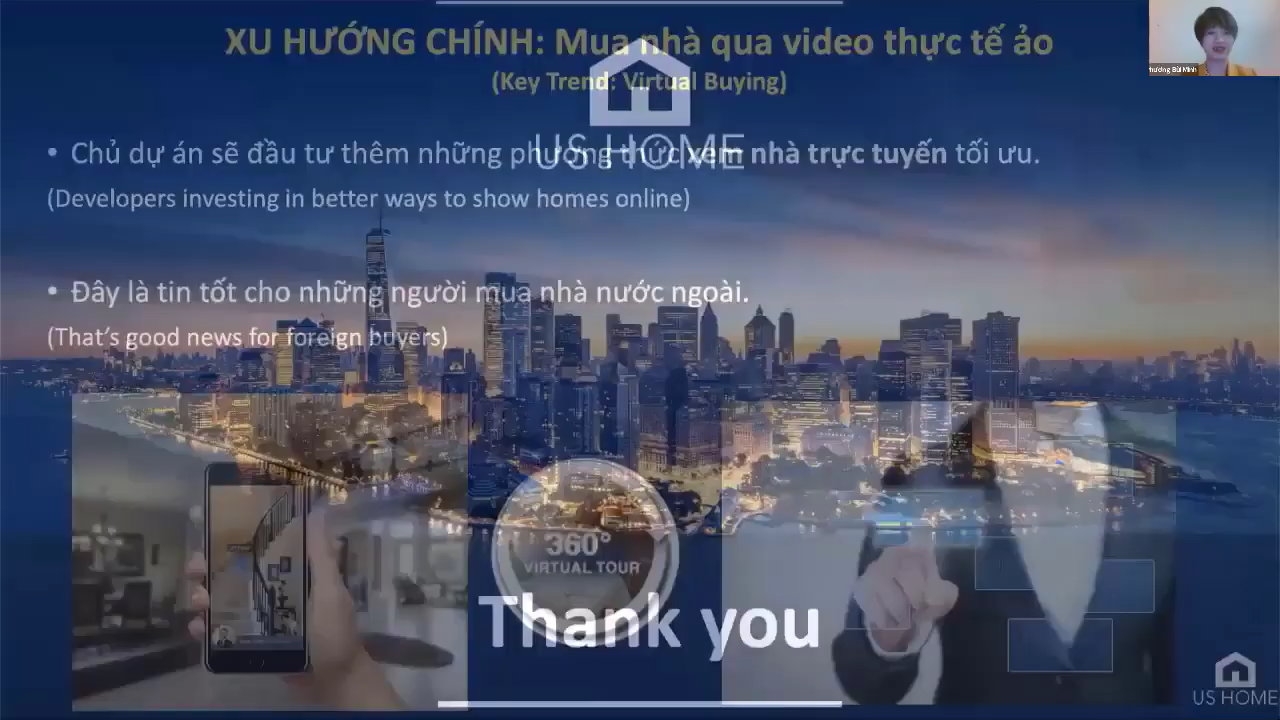 XU HƯỚNG CHÍNH: Mua nhà qua video thực tế ảo
(Key Trend: Virtual Buying)
US HOME
• Chủ dự án sẽ đầu tư thêm những phương thức xem nhà trực tuyến tối ưu.
(Developers investing in better ways to show homes online)
• Đây là tin tốt cho những người mua nhà nước ngoài.
(That's good news for foreign buyers)
360°
VIRTUAL TOUR
Thank you
US HOME
Phương Bùi Minh